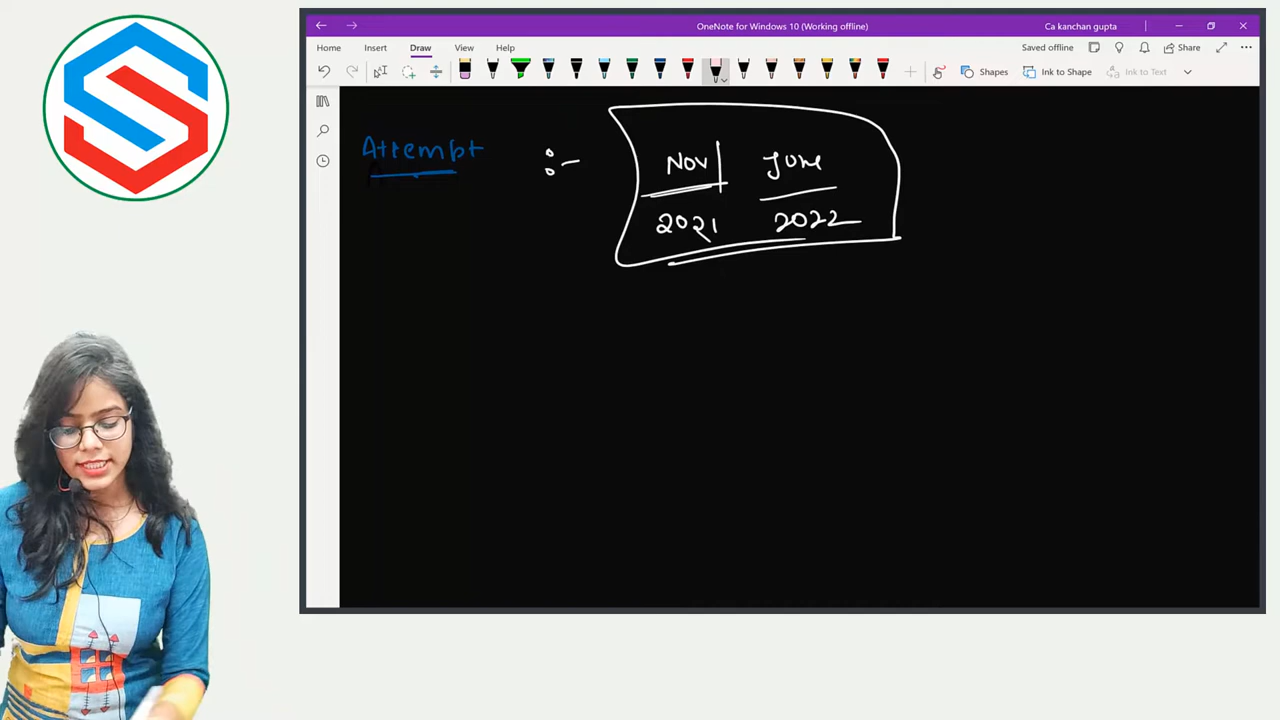 OneNote for Windows 10 (Working offline)
Ca kanchan gupta
Home Insert Draw View Help
Saved offline
Share
Shapes
Ink to Shape
Ink to Text
Attempt :- Nov June
2021 2022